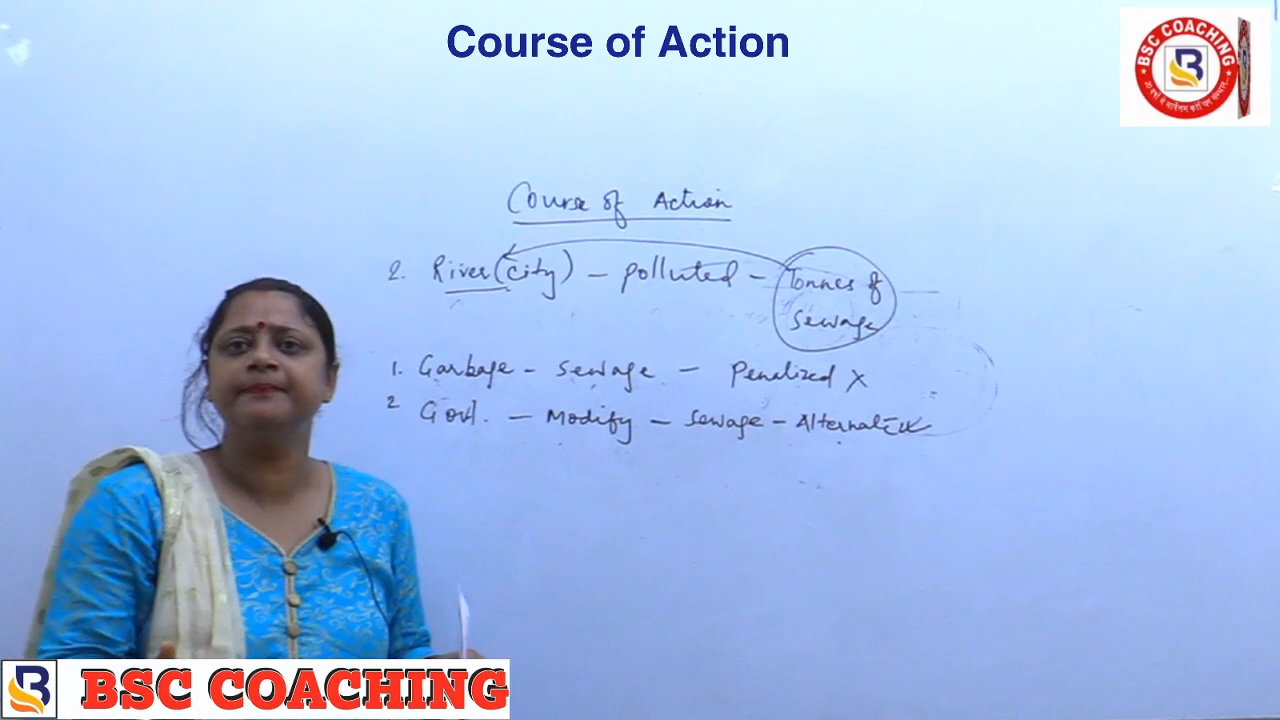 Course of Action
BSC COACHING
B
Course of Action
2. River (city) - polluted - Tonnes of
Sewage
1. Garbage - sewage - Penalized X
2 Govt. - Modify - sewage - Alternative
B BSC COACHING